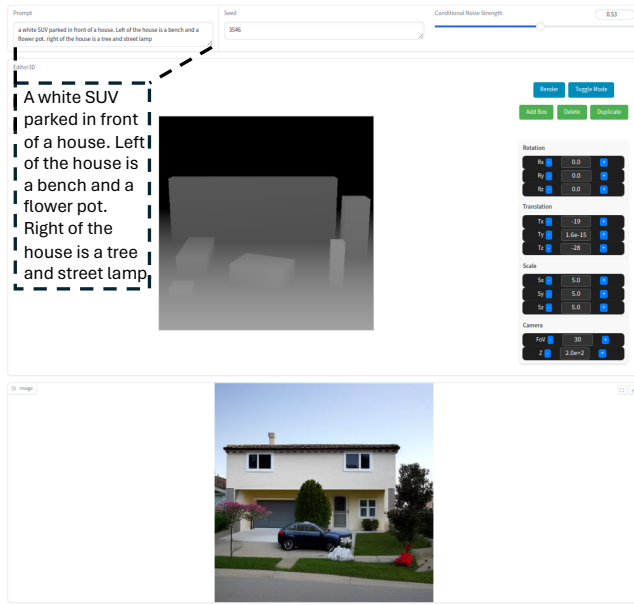 Prompt
a white SUV parked in front of a house. Left of the house is a bench and a
flower pot. right of the house is a tree and street lamp
Seed
3546
Conditional Noise Strength
0.53
Editor3D
A white SUV
parked in front
of a house. Left
of the house is
a bench and a
flower pot.
Right of the
house is a tree
and street lamp
Render
Toggle Mode
Add Box
Delete
Duplicate
Rotation
Rx - 0.0 +
Ry - 0.0 +
Rz - 0.0 +
Translation
Tx - -19 +
Ty - 1.6e-15 +
Tz - -28 +
Scale
Sx - 5.0 +
Sy - 5.0 +
Sz - 5.0 +
Camera
FoV - 30 +
Z - 2.0e+2 +
Image